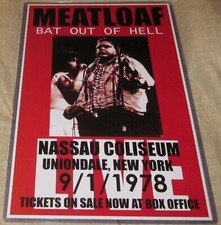 MEATLOAF
BAT OUT OF HELL
NASSAU COLISEUM
UNIONDALE, NEW YORK
9/1/1978
TICKETS ON SALE NOW AT BOX OFFICE